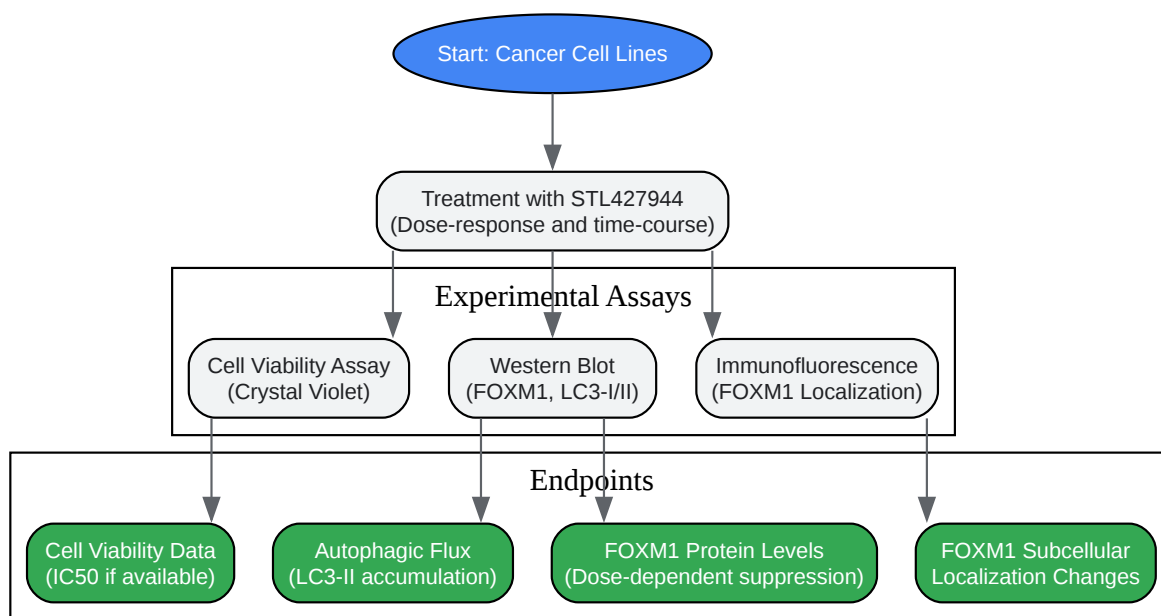 Start: Cancer Cell Lines
Treatment with STL427944
(Dose-response and time-course)
Experimental Assays
Cell Viability Assay
(Crystal Violet)
Western Blot
(FOXM1, LC3-I/II)
Immunofluorescence
(FOXM1 Localization)
Endpoints
Cell Viability Data
(IC50 if available)
Autophagic Flux
(LC3-II accumulation)
FOXM1 Protein Levels
(Dose-dependent suppression)
FOXM1 Subcellular
Localization Changes